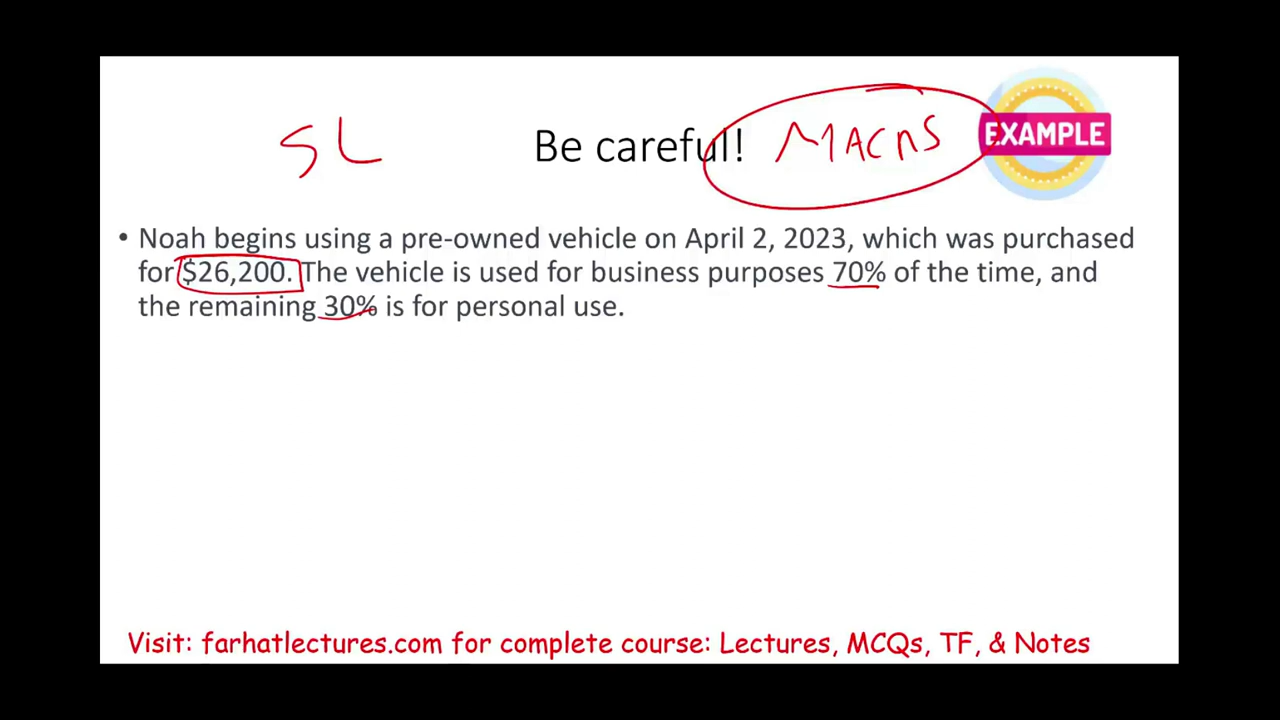 SL
Be careful!
MACRS
EXAMPLE
• Noah begins using a pre-owned vehicle on April 2, 2023, which was purchased
for $26,200. The vehicle is used for business purposes 70% of the time, and
the remaining 30% is for personal use.
Visit: farhatlectures.com for complete course: Lectures, MCQs, TF, & Notes